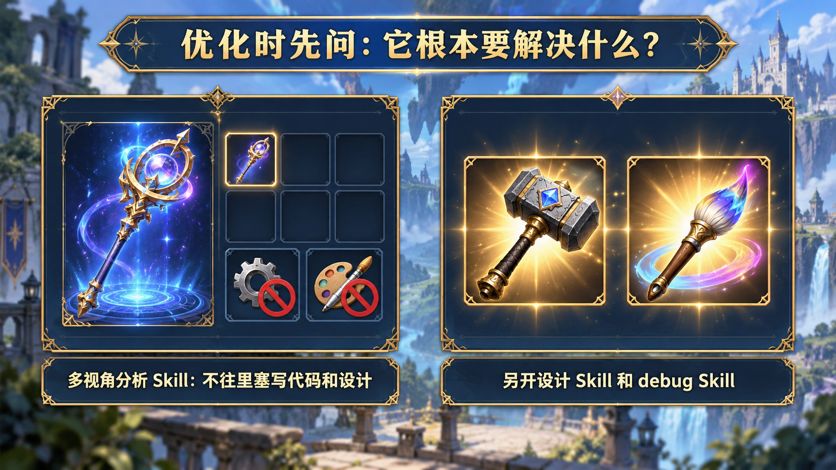 优化时先问：它根本要解决什么？
多视角分析 Skill：不往里塞写代码和设计
另开设计 Skill 和 debug Skill